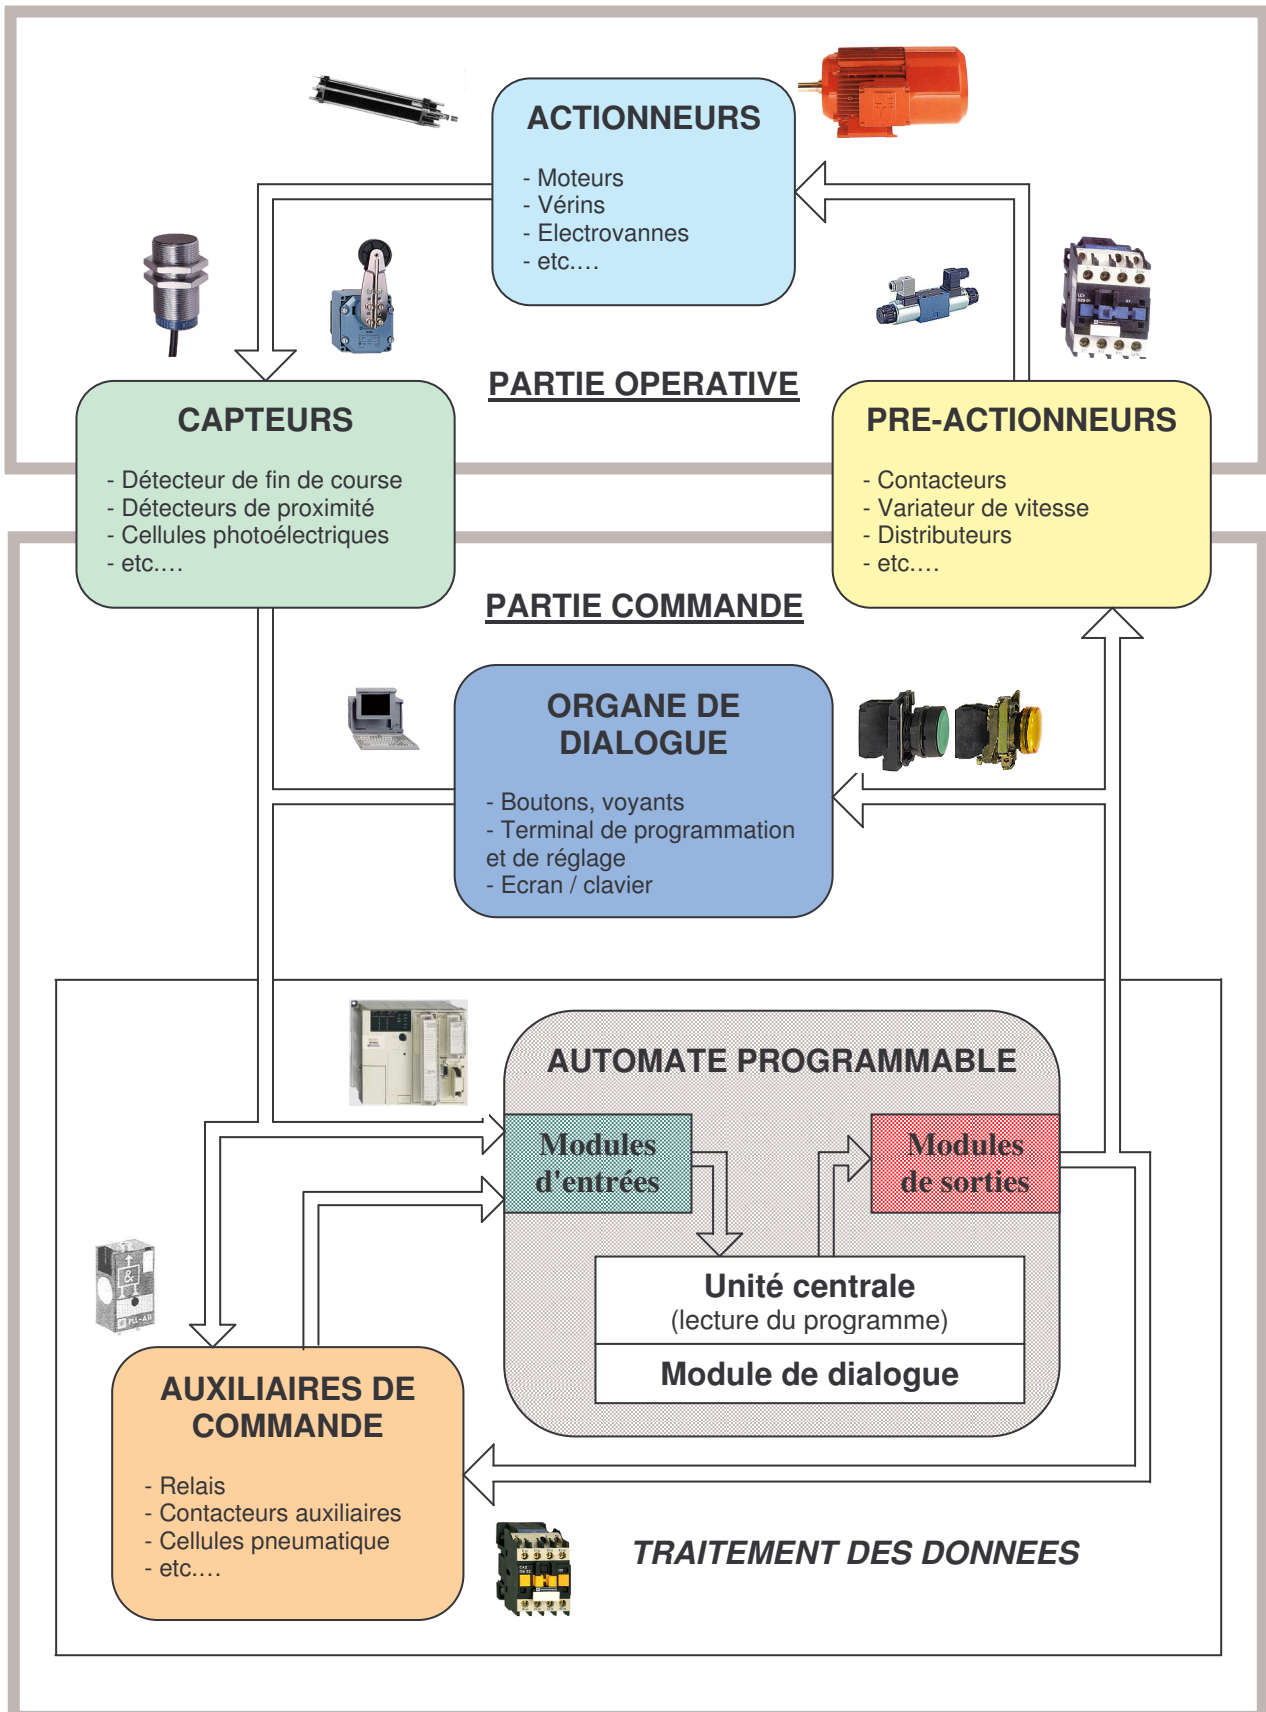 ACTIONNEURS
- Moteurs
- Vérins
- Electrovannes
- etc....
PARTIE OPERATIVE
CAPTEURS
- Détecteur de fin de course
- Détecteurs de proximité
- Cellules photoélectriques
- etc....
PRE-ACTIONNEURS
- Contacteurs
- Variateur de vitesse
- Distributeurs
- etc....
PARTIE COMMANDE
ORGANE DE
DIALOGUE
- Boutons, voyants
- Terminal de programmation
et de réglage
- Ecran / clavier
AUTOMATE PROGRAMMABLE
Modules
d'entrées
Modules
de sorties
Unité centrale
(lecture du programme)
Module de dialogue
&
AUXILIAIRES DE
COMMANDE
- Relais
- Contacteurs auxiliaires
- Cellules pneumatique
- etc....
TRAITEMENT DES DONNEES